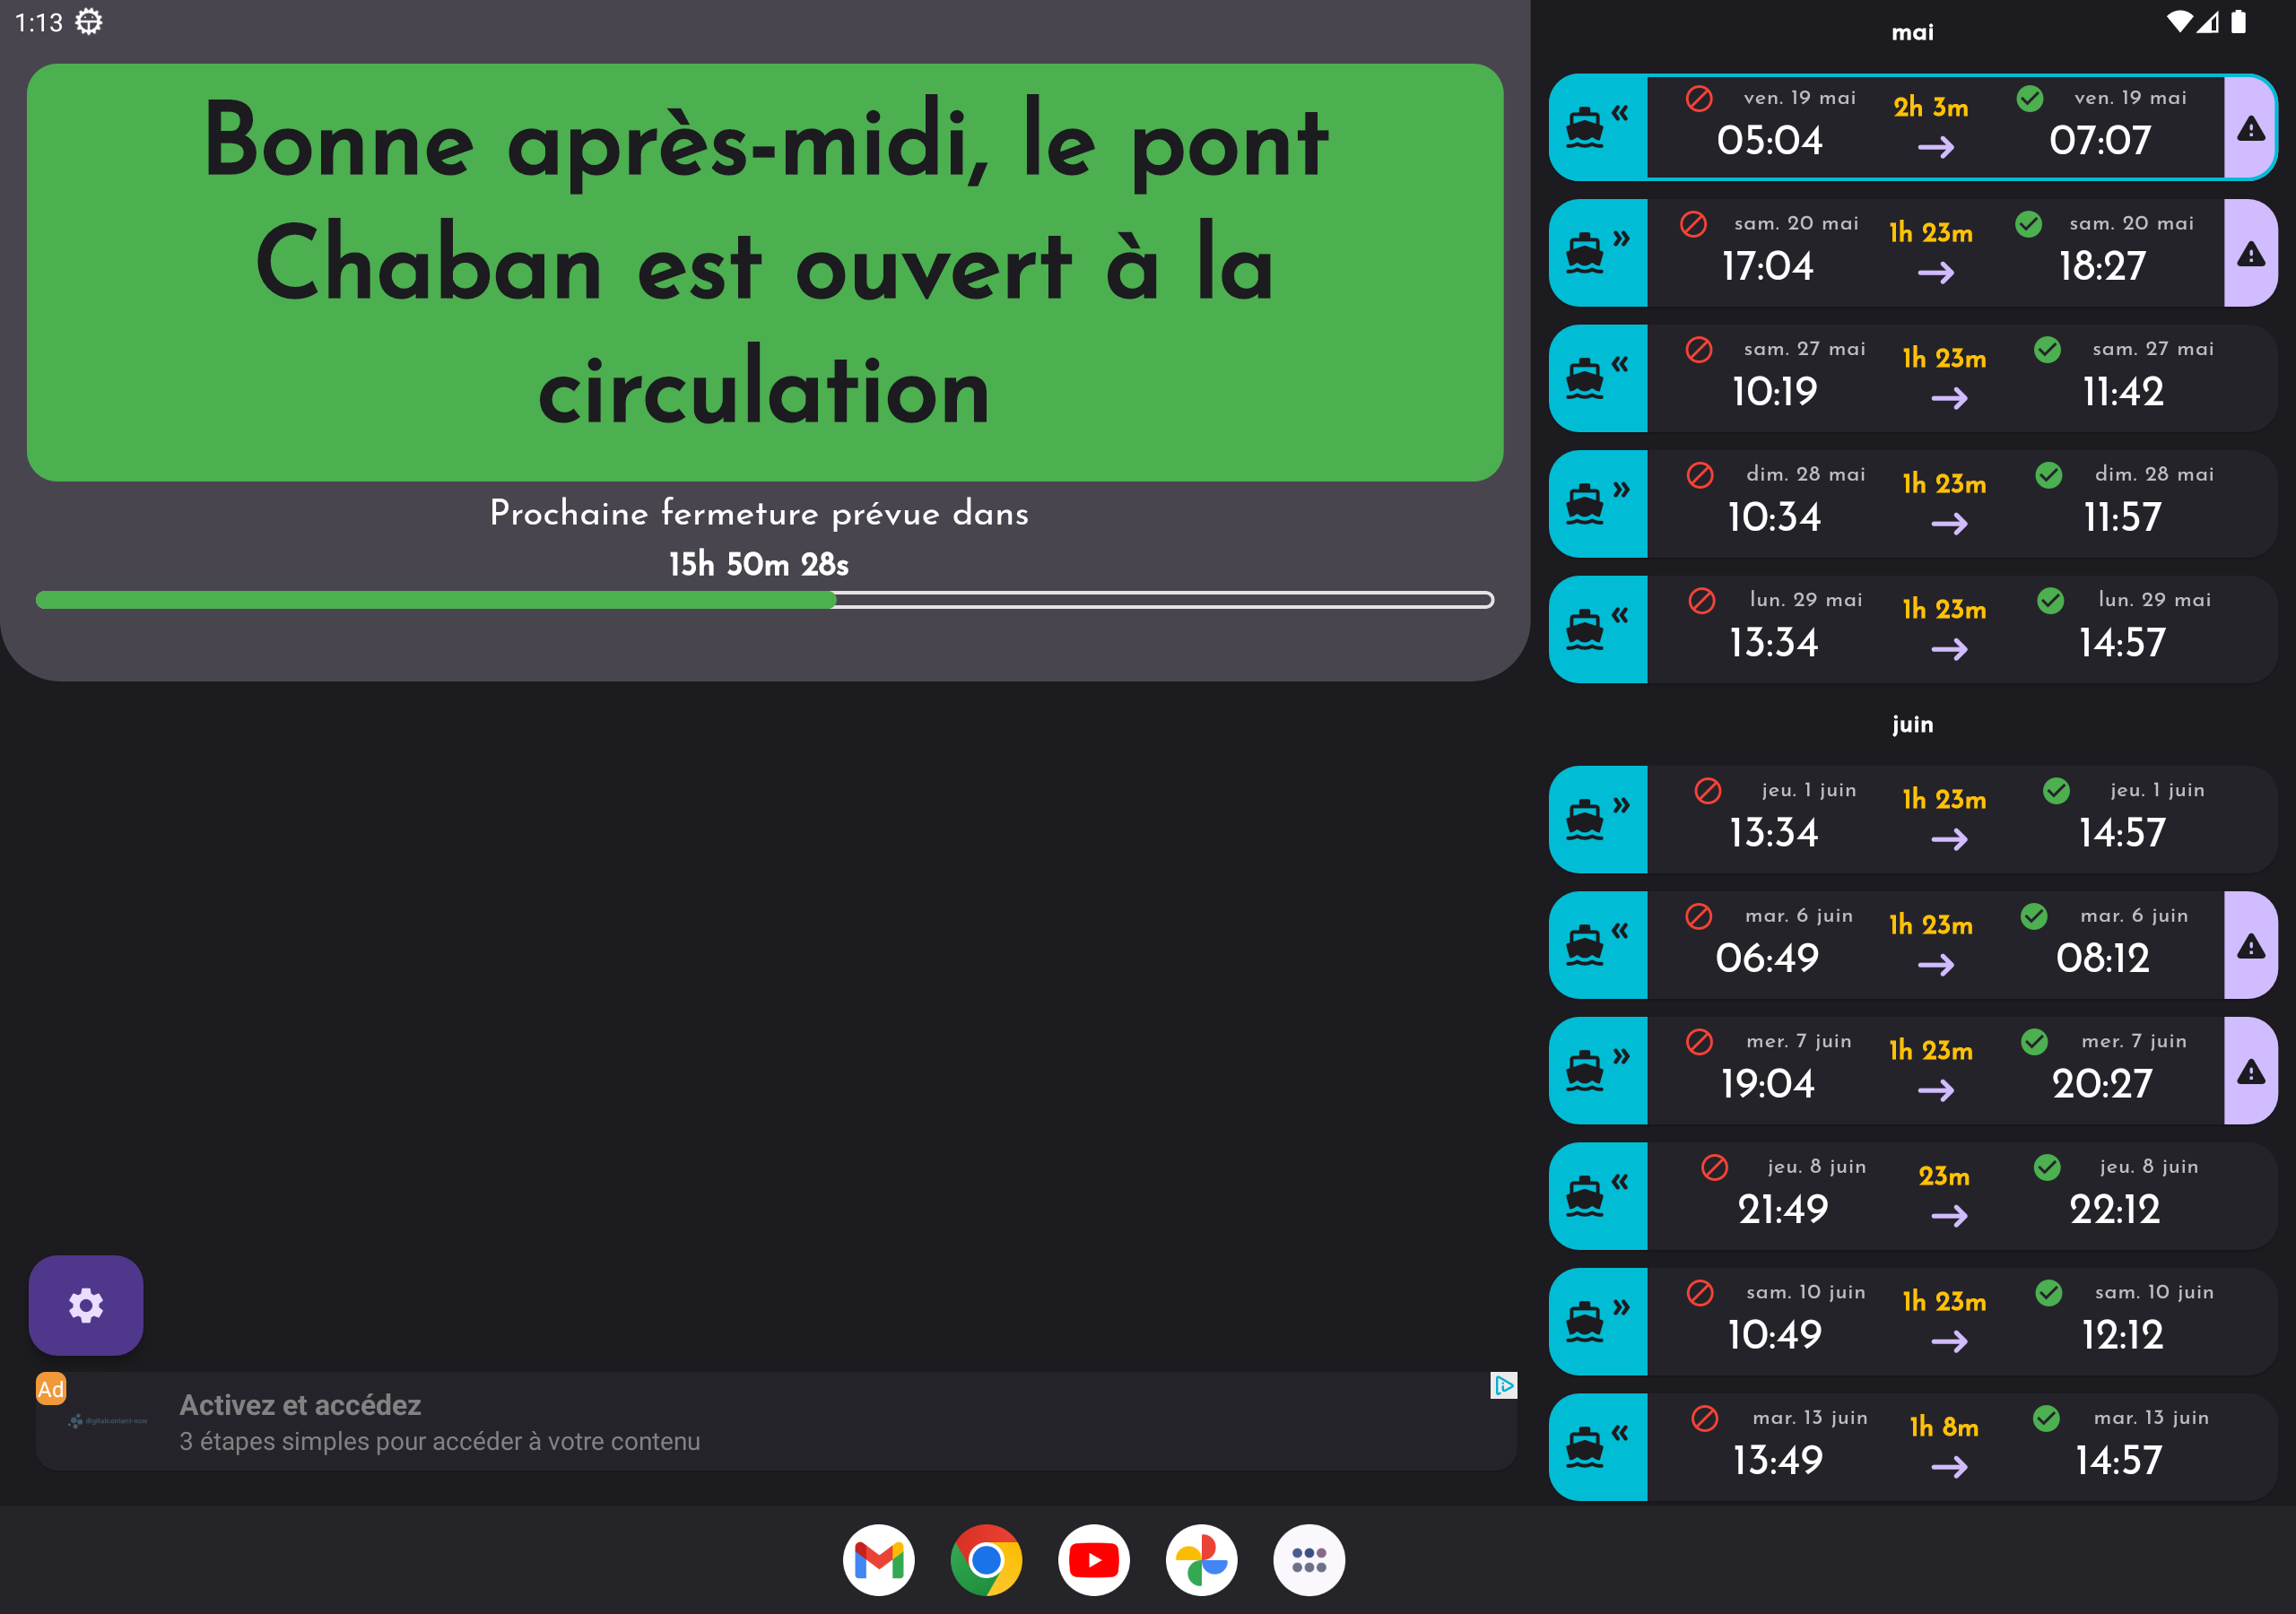 1:13
Bonne après-midi, le pont
Chaban est ouvert à la
circulation
Prochaine fermeture prévue dans
15h 50m 28s
Ad
digitalcontent-now
Activez et accédez
3 étapes simples pour accéder à votre contenu
mai
ven. 19 mai 2h 3m ven. 19 mai
05:04 07:07
sam. 20 mai 1h 23m sam. 20 mai
17:04 18:27
sam. 27 mai 1h 23m sam. 27 mai
10:19 11:42
dim. 28 mai 1h 23m dim. 28 mai
10:34 11:57
lun. 29 mai 1h 23m lun. 29 mai
13:34 14:57
juin
jeu. 1 juin 1h 23m jeu. 1 juin
13:34 14:57
mar. 6 juin 1h 23m mar. 6 juin
06:49 08:12
mer. 7 juin 1h 23m mer. 7 juin
19:04 20:27
jeu. 8 juin 23m jeu. 8 juin
21:49 22:12
sam. 10 juin 1h 23m sam. 10 juin
10:49 12:12
mar. 13 juin 1h 8m mar. 13 juin
13:49 14:57